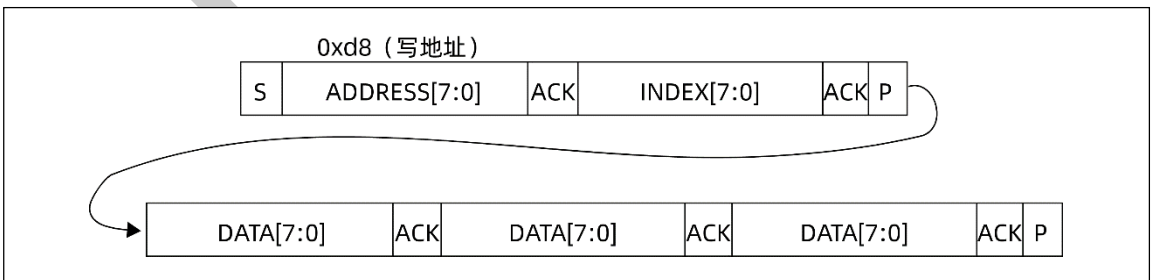 0xd8（写地址）
S ADDRESS[7:0] ACK INDEX[7:0] ACK P
DATA[7:0] ACK DATA[7:0] ACK DATA[7:0] ACK P